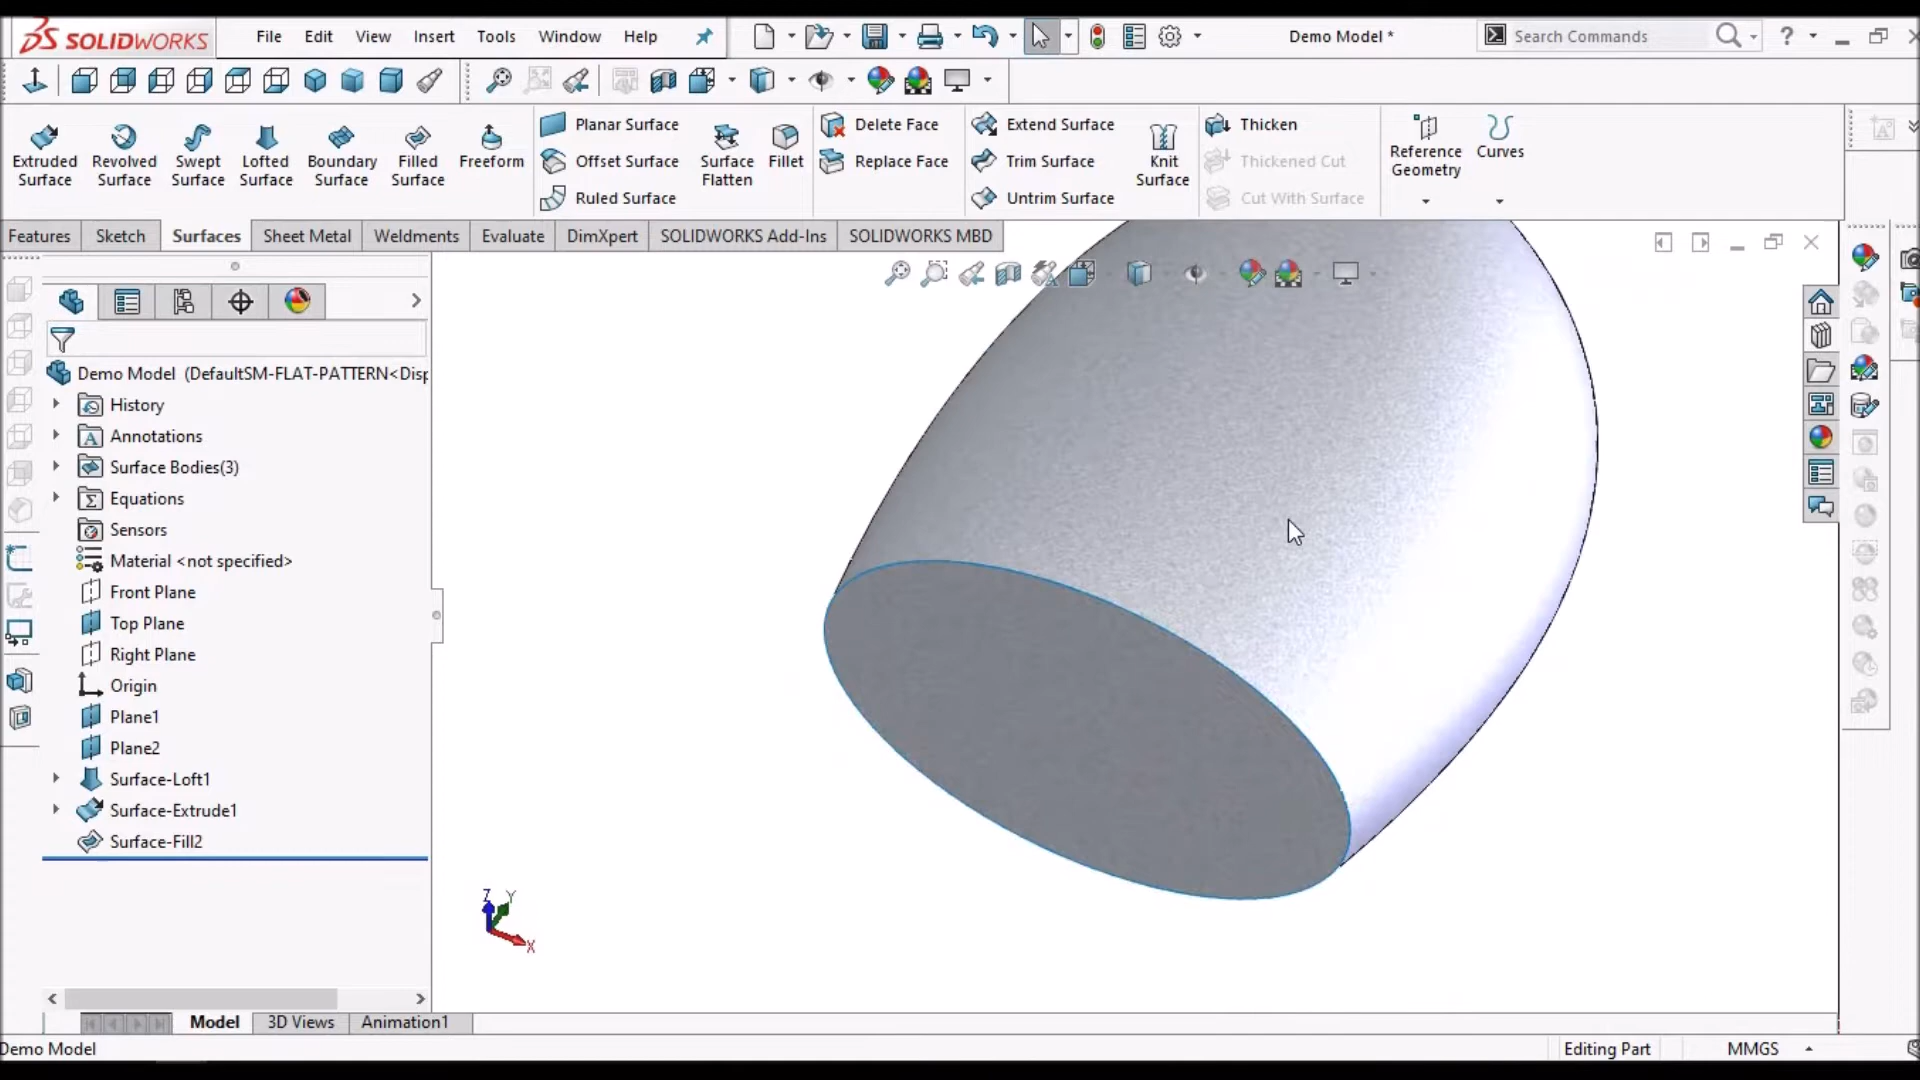 SOLIDWORKS File Edit View Insert Tools Window Help Demo Model * Search Commands ?
Extruded Surface
Revolved Surface
Swept Surface
Lofted Surface
Boundary Surface
Filled Surface
Freeform
Planar Surface
Offset Surface
Ruled Surface
Surface Flatten
Fillet
Delete Face
Replace Face
Extend Surface
Trim Surface
Untrim Surface
Knit Surface
Thicken
Thickened Cut
Cut With Surface
Reference Geometry
Curves
Features Sketch Surfaces Sheet Metal Weldments Evaluate DimXpert SOLIDWORKS Add-Ins SOLIDWORKS MBD
Demo Model (DefaultSM-FLAT-PATTERN<Disp
History
Annotations
Surface Bodies(3)
Equations
Sensors
Material <not specified>
Front Plane
Top Plane
Right Plane
Origin
Plane1
Plane2
Surface-Loft1
Surface-Extrude1
Surface-Fill2
Z Y
X
Model 3D Views Animation1
Demo Model Editing Part MMGS